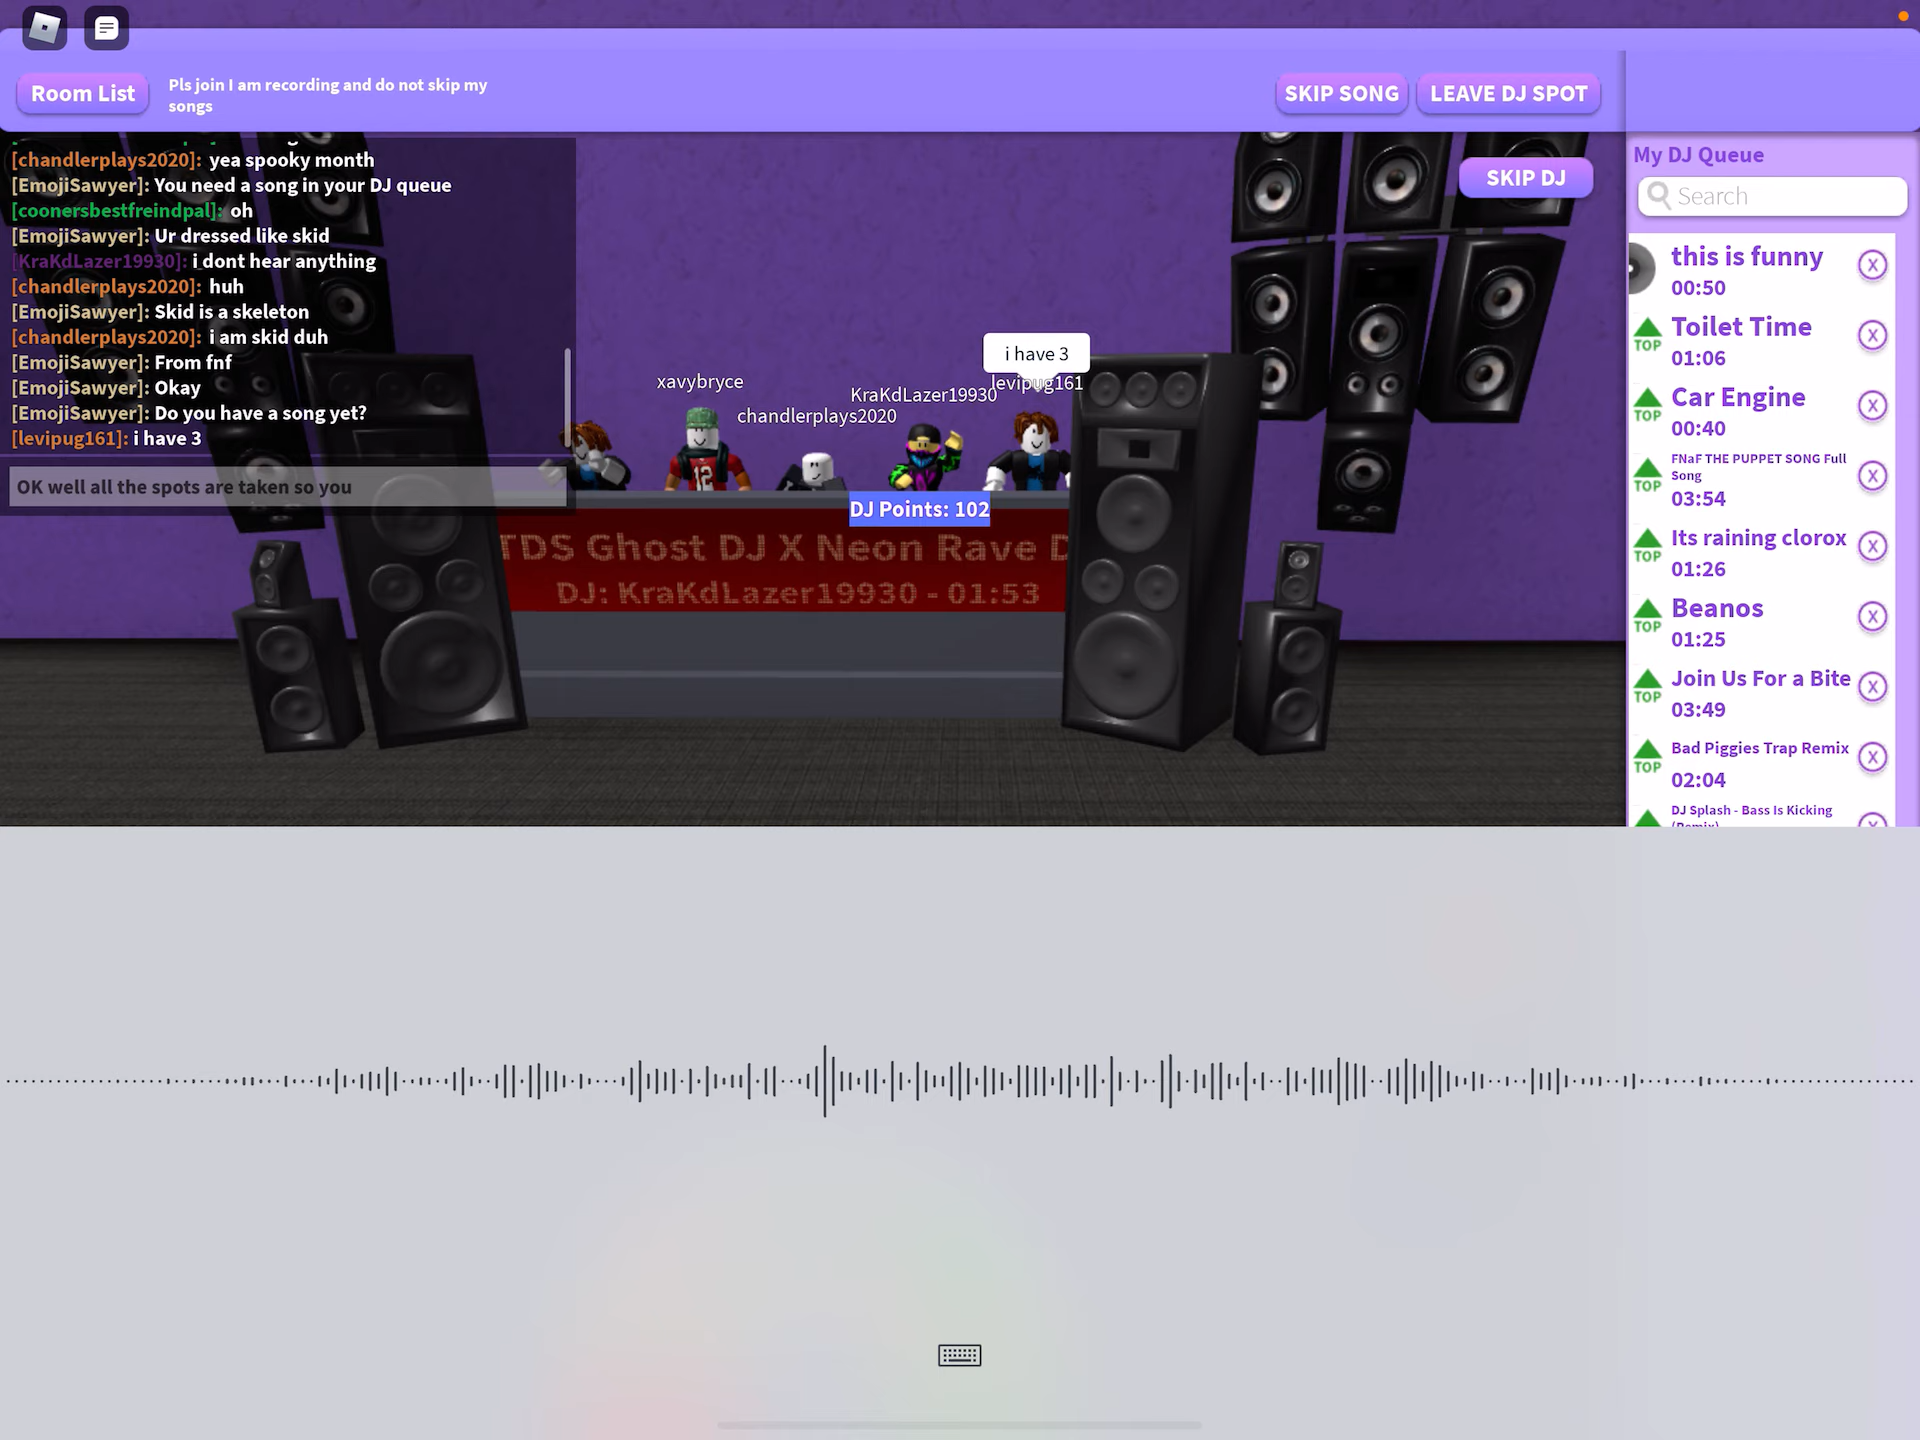 Room List
Pls join I am recording and do not skip my
songs
SKIP SONG
LEAVE DJ SPOT
[chandlerplays2020]: yea spooky month
[EmojiSawyer]: You need a song in your DJ queue
[coonersbestfreindpal]: oh
[EmojiSawyer]: Ur dressed like skid
[KraKdLazer19930]: i dont hear anything
[chandlerplays2020]: huh
[EmojiSawyer]: Skid is a skeleton
[chandlerplays2020]: i am skid duh
[EmojiSawyer]: From fnf
[EmojiSawyer]: Okay
[EmojiSawyer]: Do you have a song yet?
[levipug161]: i have 3
OK well all the spots are taken so you
SKIP DJ
i have 3
xavybryce
KraKdLazer19930
levipug161
chandlerplays2020
12
DJ Points: 102
TDS Ghost DJ X Neon Rave D
DJ: KraKdLazer19930 - 01:53
My DJ Queue
Search
this is funny
00:50
X
TOP
Toilet Time
01:06
X
TOP
Car Engine
00:40
X
TOP
FNaF THE PUPPET SONG Full
Song
03:54
X
TOP
Its raining clorox
01:26
X
TOP
Beanos
01:25
X
TOP
Join Us For a Bite
03:49
X
TOP
Bad Piggies Trap Remix
02:04
X
DJ Splash - Bass Is Kicking
(Remix)